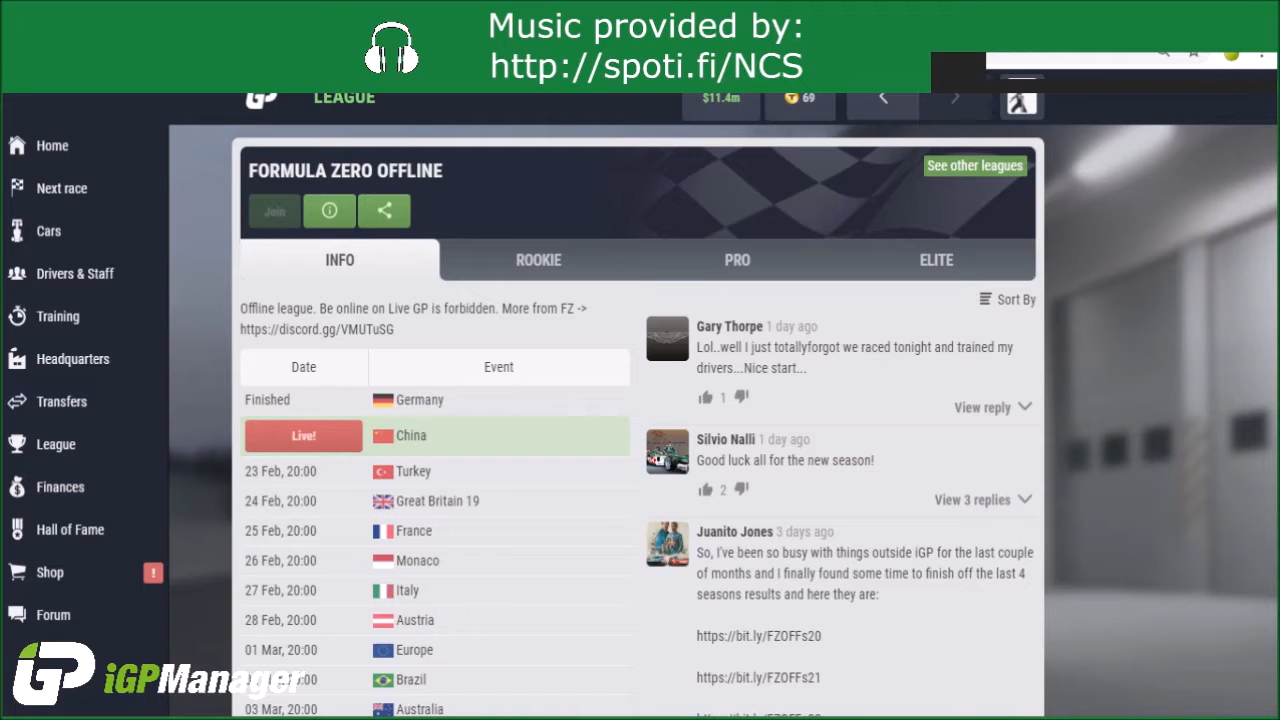 Music provided by:
http://spoti.fi/NCS
LEAGUE
$11.4m
69
Home
Next race
Cars
Drivers & Staff
Training
Headquarters
Transfers
League
Finances
Hall of Fame
Shop
!
Forum
iGPManager
FORMULA ZERO OFFLINE
See other leagues
Join
INFO
ROOKIE
PRO
ELITE
Offline league. Be online on Live GP is forbidden. More from FZ ->
https://discord.gg/VMUTuSG
Date Event
Finished Germany
Live! China
23 Feb, 20:00 Turkey
24 Feb, 20:00 Great Britain 19
25 Feb, 20:00 France
26 Feb, 20:00 Monaco
27 Feb, 20:00 Italy
28 Feb, 20:00 Austria
01 Mar, 20:00 Europe
02 Mar, 20:00 Brazil
03 Mar, 20:00 Australia
Sort By
Gary Thorpe 1 day ago
Lol..well I just totallyforgot we raced tonight and trained my
drivers...Nice start...
1
View reply
Silvio Nalli 1 day ago
Good luck all for the new season!
2
View 3 replies
Juanito Jones 3 days ago
So, I've been so busy with things outside iGP for the last couple
of months and I finally found some time to finish off the last 4
seasons results and here they are:
https://bit.ly/FZOFFs20
https://bit.ly/FZOFFs21